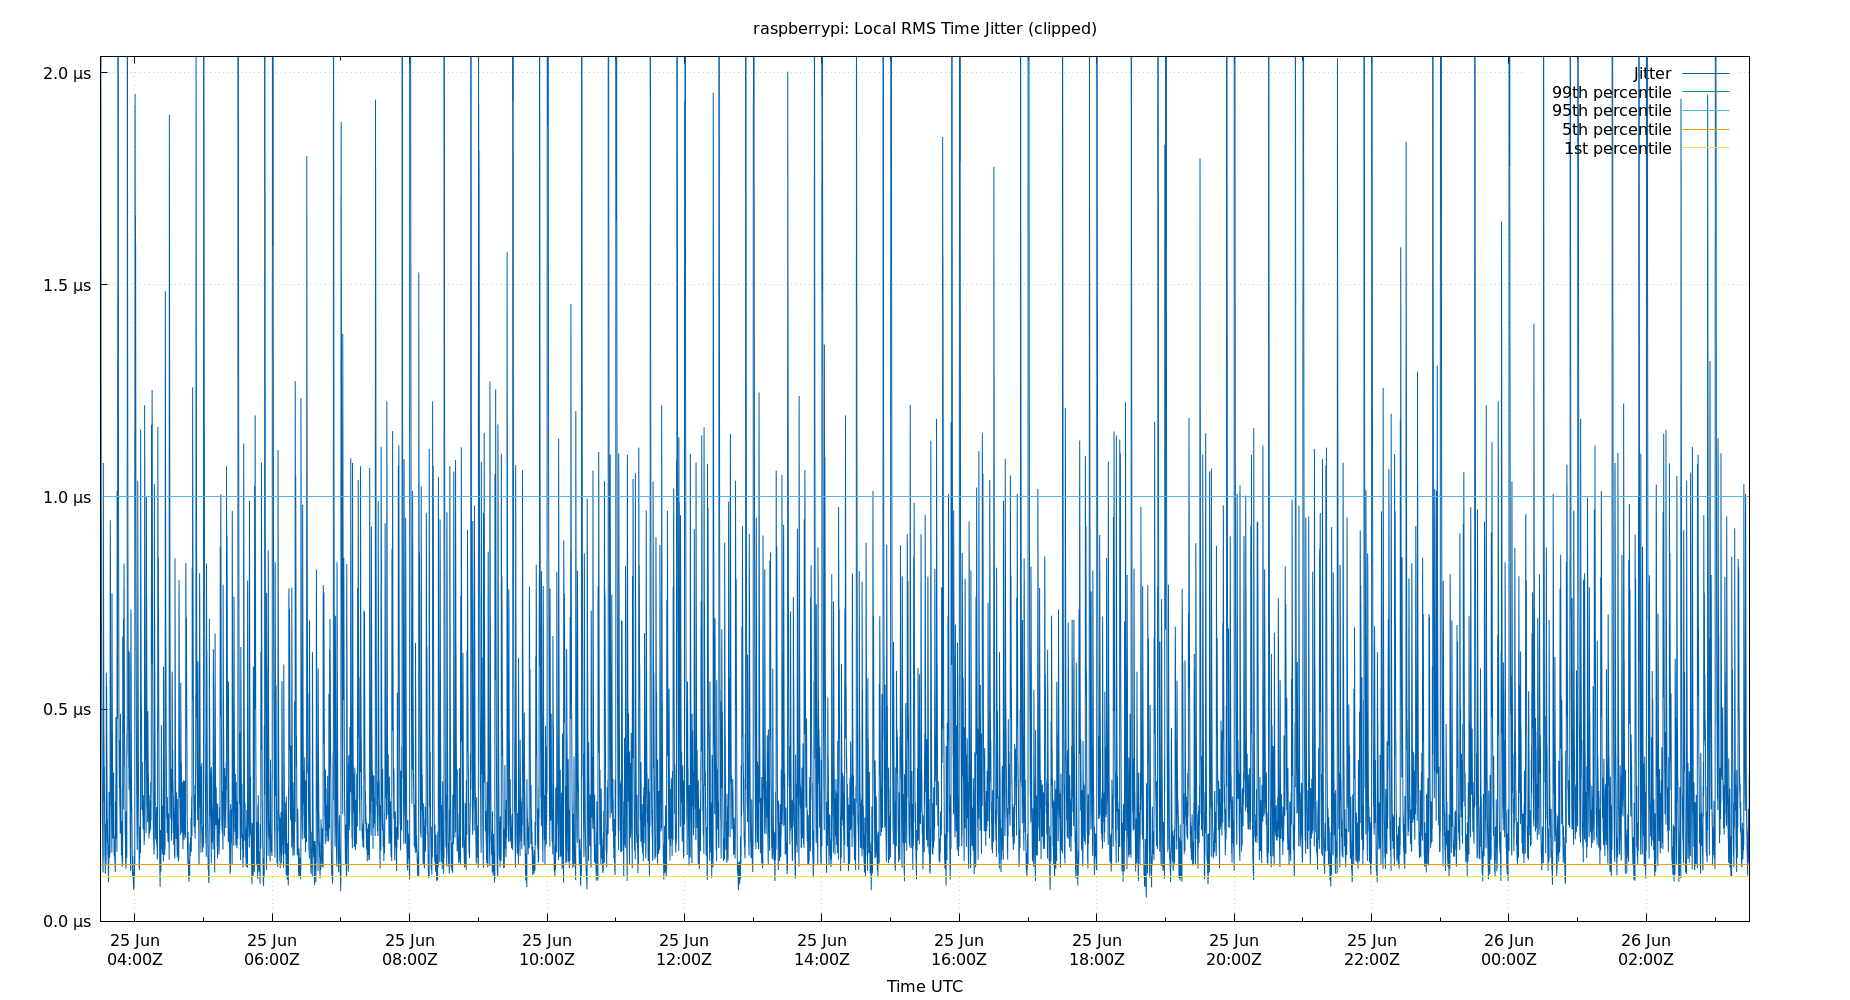 raspberrypi: Local RMS Time Jitter (clipped)
2.0 µs
1.5 µs
1.0 µs
0.5 µs
0.0 µs
Jitter
99th percentile
95th percentile
5th percentile
1st percentile
25 Jun 25 Jun 25 Jun 25 Jun 25 Jun 25 Jun 25 Jun 25 Jun 25 Jun 25 Jun 26 Jun 26 Jun
04:00Z 06:00Z 08:00Z 10:00Z 12:00Z 14:00Z 16:00Z 18:00Z 20:00Z 22:00Z 00:00Z 02:00Z
Time UTC